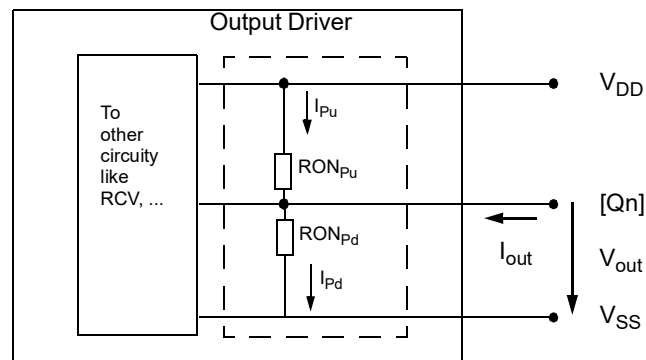 Output Driver
To
other
circuity
like
RCV, ...
I_Pu
RON_Pu
RON_Pd
I_Pd
V_DD
[Qn]
I_out
V_out
V_SS